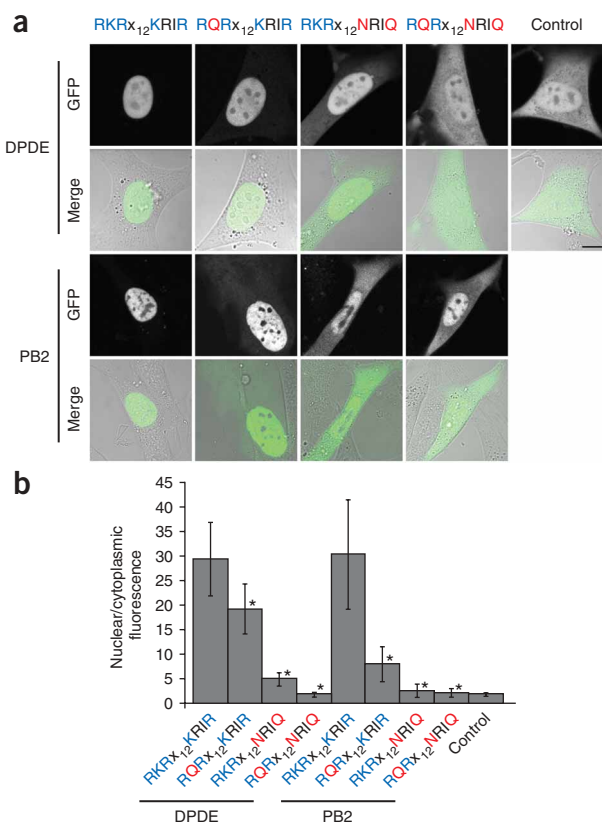 a
RKRx12KRIR RQRx12KRIR RKRx12NRIQ RQRx12NRIQ Control
DPDE
GFP
Merge
PB2
GFP
Merge
b
Nuclear/cytoplasmic
fluorescence
45
40
35
30
25
20
15
10
5
0
*
*
*
*
*
*
RKRx12KRIR
RQRx12KRIR
RKRx12NRIQ
RQRx12NRIQ
RKRx12KRIR
RQRx12KRIR
RKRx12NRIQ
RQRx12NRIQ
Control
DPDE PB2